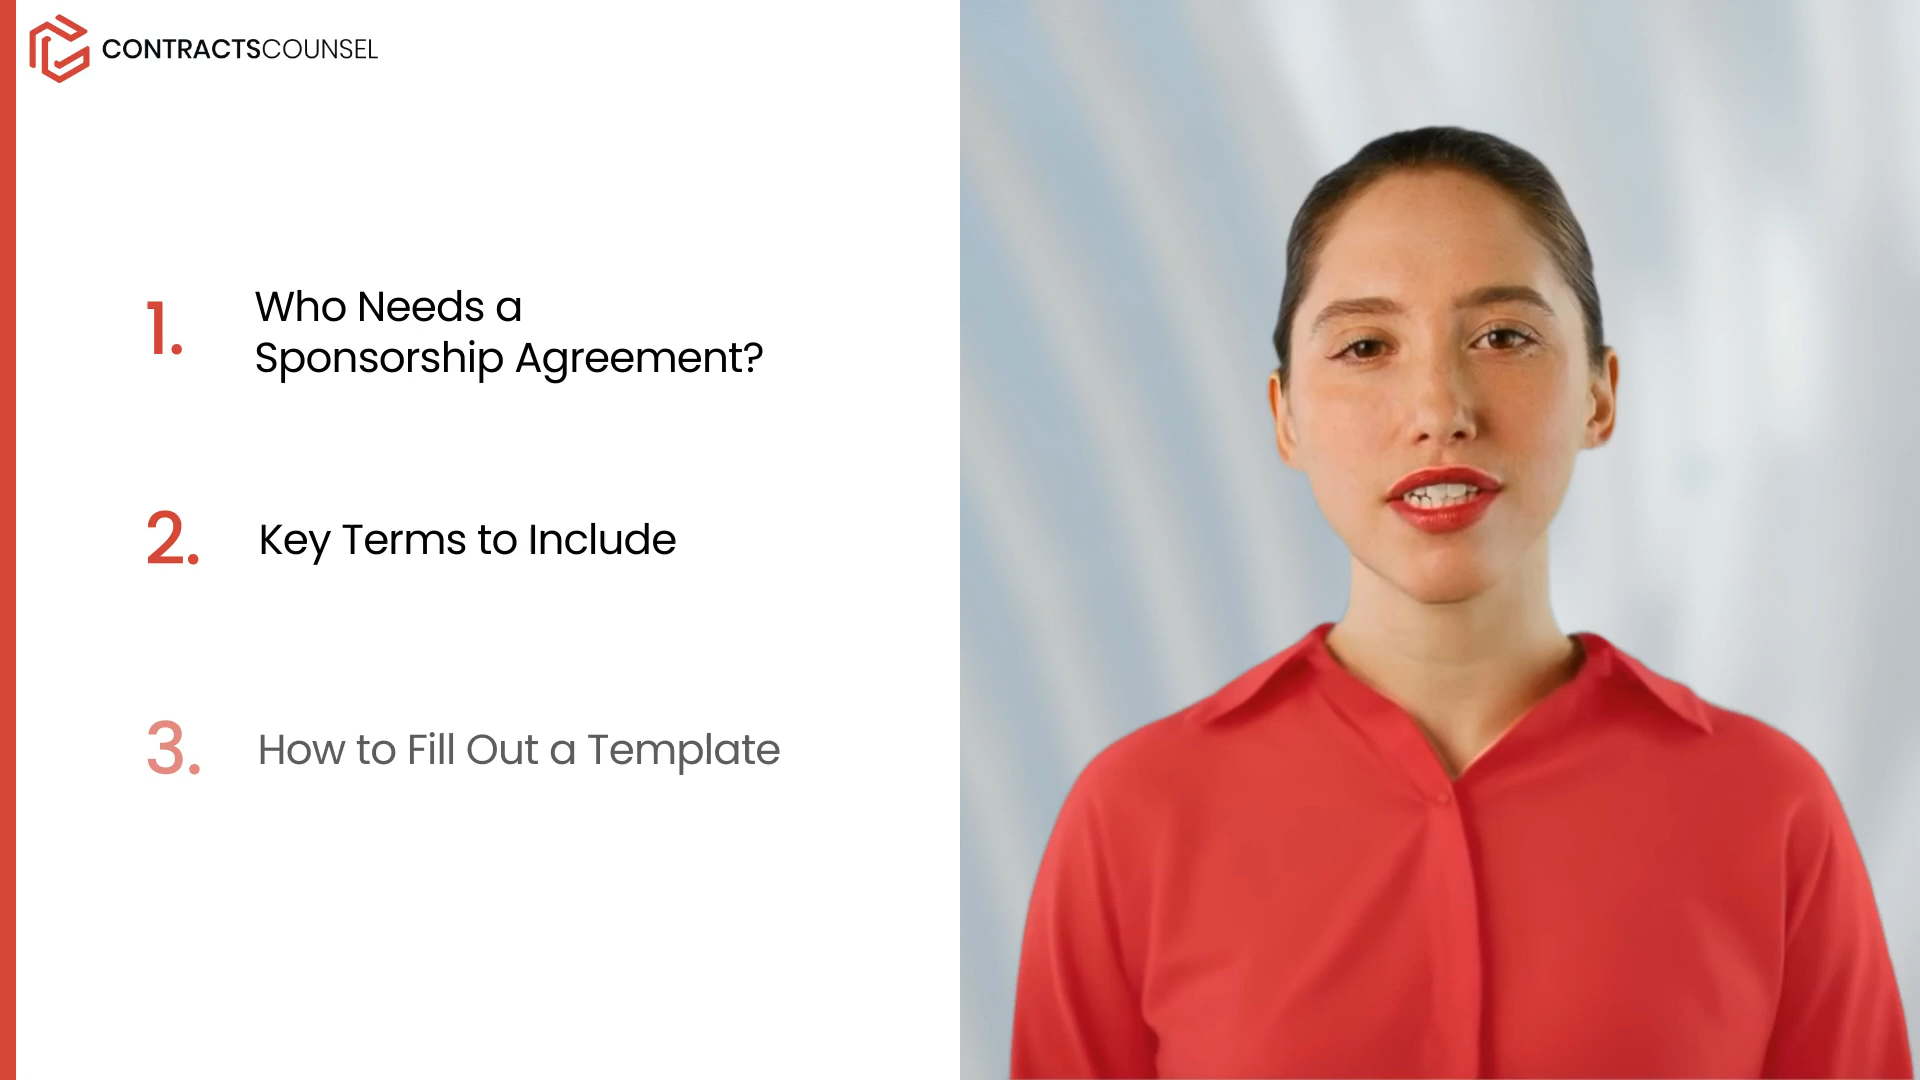 CONTRACTSCOUNSEL
1. Who Needs a
Sponsorship Agreement?
2. Key Terms to Include
3. How to Fill Out a Template